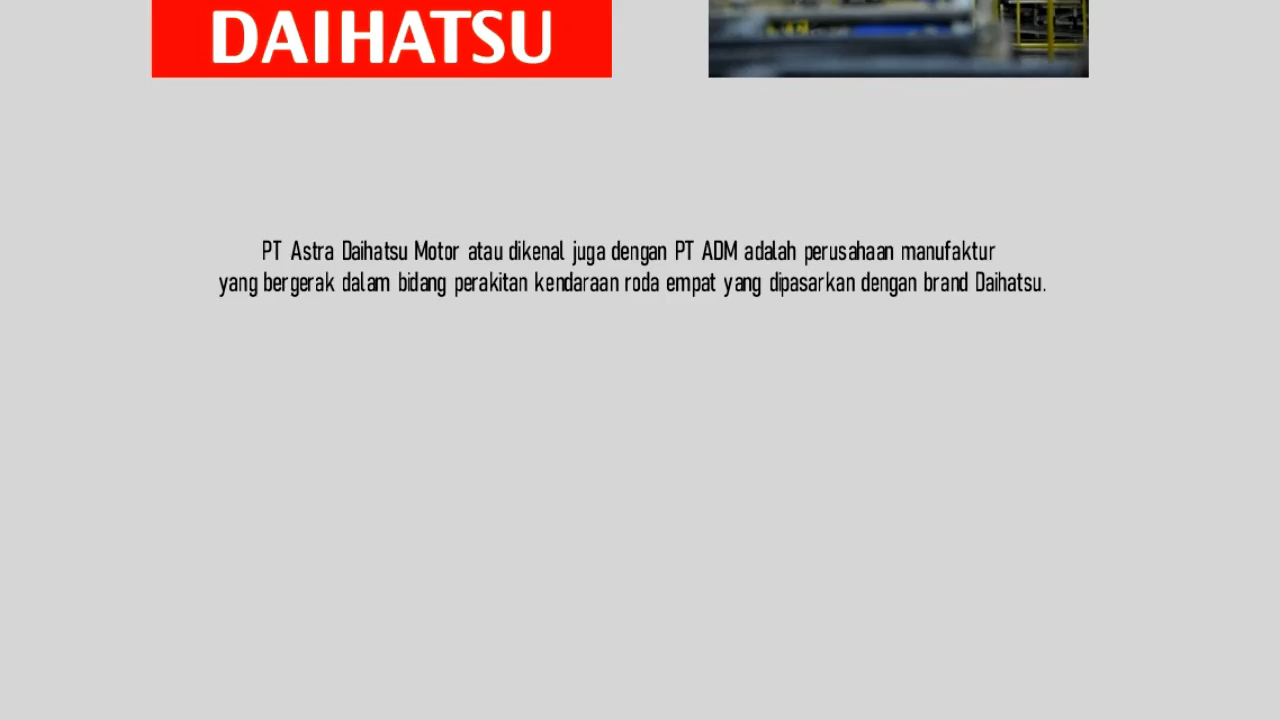 DAIHATSU
PT Astra Daihatsu Motor atau dikenal juga dengan PT ADM adalah perusahaan manufaktur
yang bergerak dalam bidang perakitan kendaraan roda empat yang dipasarkan dengan brand Daihatsu.